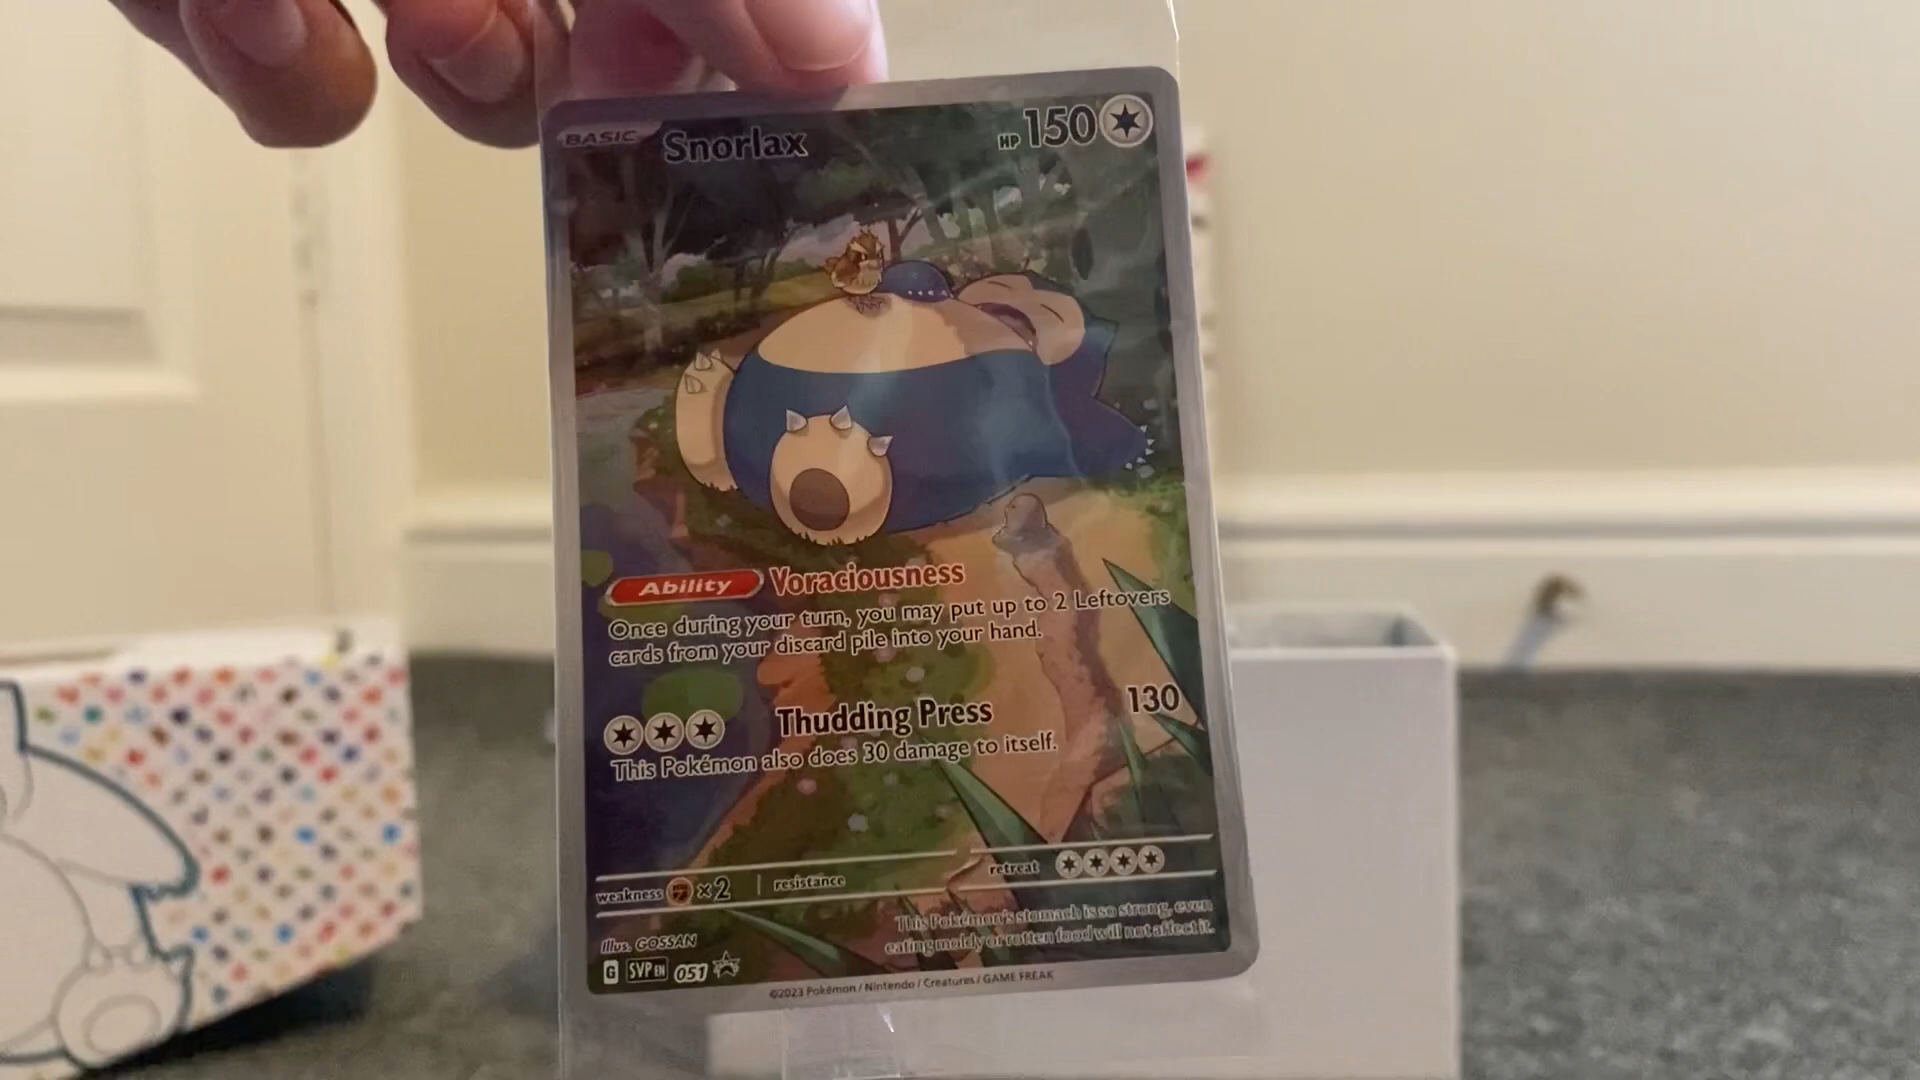 BASIC Snorlax HP 150
Ability Voraciousness
Once during your turn, you may put up to 2 Leftovers
cards from your discard pile into your hand.
Thudding Press 130
This Pokémon also does 30 damage to itself.
weakness ×2 resistance retreat
This Pokémon's stomach is so strong, even
eating moldy or rotten food will not affect it.
Illus. GOSSAN
G SVP EN 051
©2023 Pokémon / Nintendo / Creatures / GAME FREAK